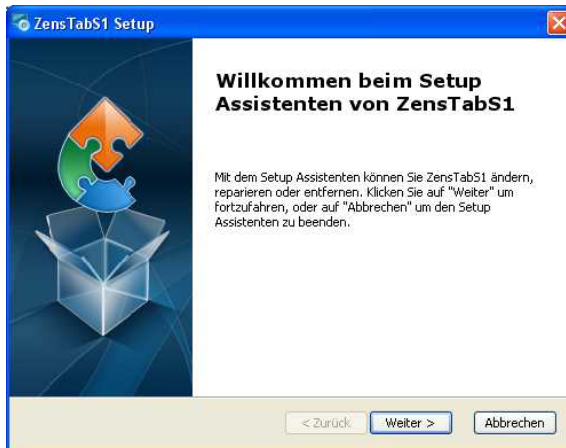 ZensTabS1 Setup
Willkommen beim Setup
Assistenten von ZensTabS1
Mit dem Setup Assistenten können Sie ZensTabS1 ändern,
reparieren oder entfernen. Klicken Sie auf "Weiter" um
fortzufahren, oder auf "Abbrechen" um den Setup
Assistenten zu beenden.
< Zurück Weiter > Abbrechen